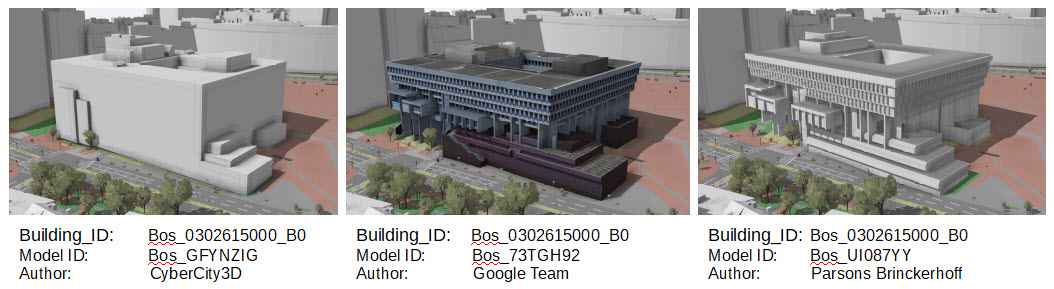 Building_ID: Bos_0302615000_B0
Model ID: Bos_GFYNZIG
Author: CyberCity3D
Building_ID: Bos_0302615000_B0
Model ID: Bos_73TGH92
Author: Google Team
Building_ID: Bos_0302615000_B0
Model ID: Bos_UI087YY
Author: Parsons Brinckerhoff